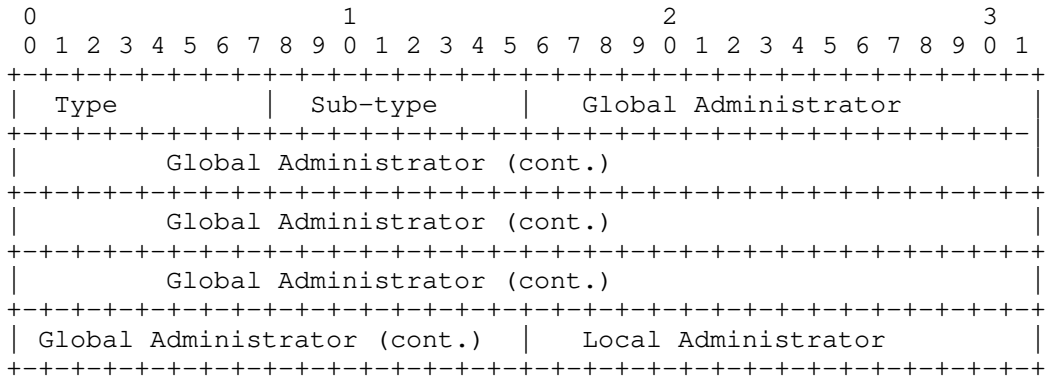 0                   1                   2                   3
 0 1 2 3 4 5 6 7 8 9 0 1 2 3 4 5 6 7 8 9 0 1 2 3 4 5 6 7 8 9 0 1
+-+-+-+-+-+-+-+-+-+-+-+-+-+-+-+-+-+-+-+-+-+-+-+-+-+-+-+-+-+-+-+-+
|  Type         |  Sub-type     |   Global Administrator        |
+-+-+-+-+-+-+-+-+-+-+-+-+-+-+-+-+-+-+-+-+-+-+-+-+-+-+-+-+-+-+-+-|
|         Global Administrator (cont.)                          |
+-+-+-+-+-+-+-+-+-+-+-+-+-+-+-+-+-+-+-+-+-+-+-+-+-+-+-+-+-+-+-+-+
|         Global Administrator (cont.)                          |
+-+-+-+-+-+-+-+-+-+-+-+-+-+-+-+-+-+-+-+-+-+-+-+-+-+-+-+-+-+-+-+-+
|         Global Administrator (cont.)                          |
+-+-+-+-+-+-+-+-+-+-+-+-+-+-+-+-+-+-+-+-+-+-+-+-+-+-+-+-+-+-+-+-+
| Global Administrator (cont.)  |   Local Administrator         |
+-+-+-+-+-+-+-+-+-+-+-+-+-+-+-+-+-+-+-+-+-+-+-+-+-+-+-+-+-+-+-+-+